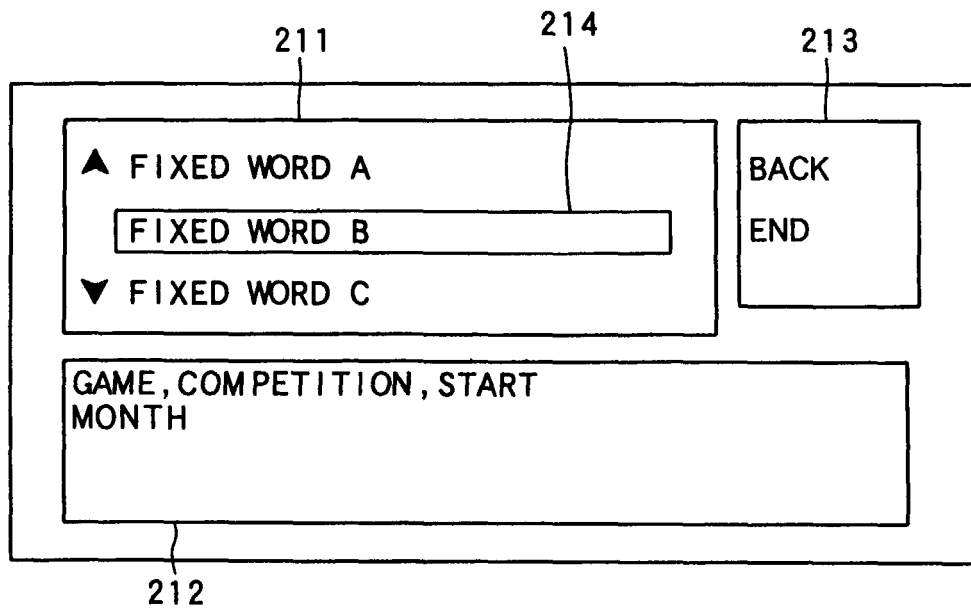 211
214
213
FIXED WORD A
FIXED WORD B
FIXED WORD C
BACK
END
GAME,COMPETITION,START
MONTH
212